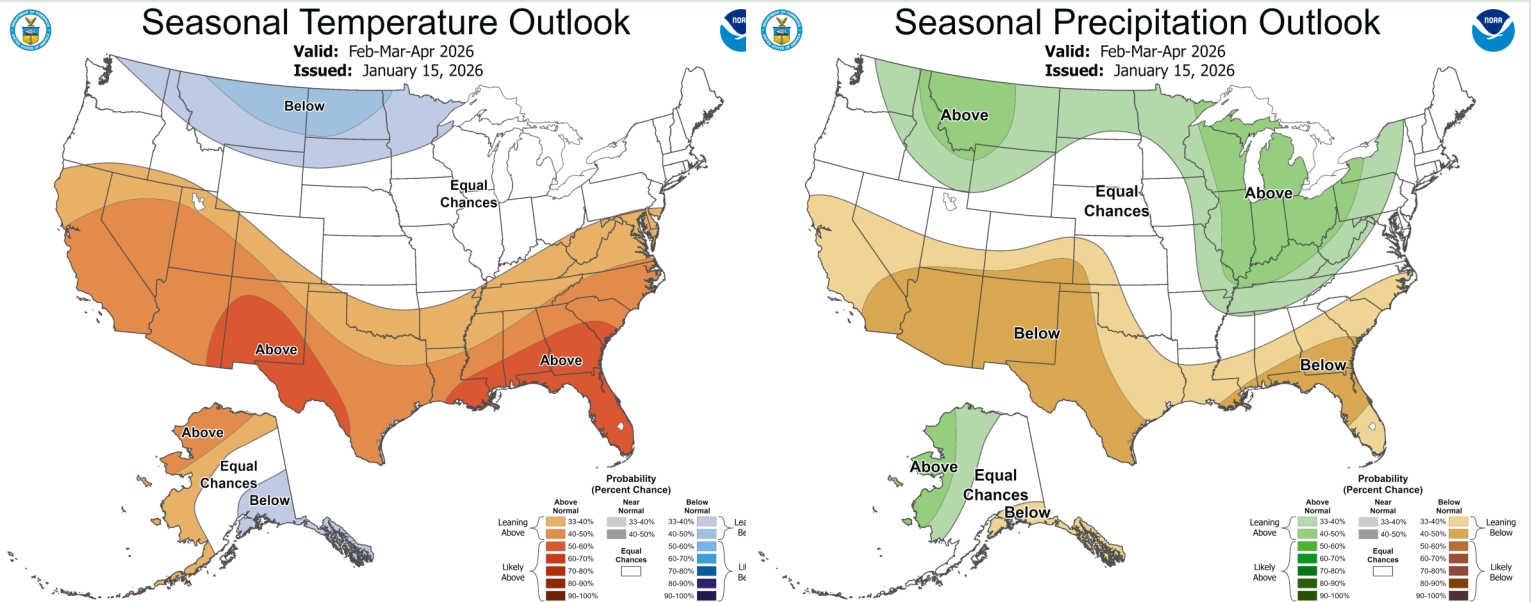 Seasonal Temperature Outlook
Valid: Feb-Mar-Apr 2026
Issued: January 15, 2026
NOAA
Below
Equal
Chances
Above
Above
Above
Equal
Chances
Below
Probability
(Percent Chance)
Above
Normal
Near
Normal
Below
Normal
Leaning
Above
33-40%
33-40%
33-40%
40-50%
40-50%
40-50%
Likely
Above
50-60%
Equal
Chances
50-60%
60-70%
60-70%
70-80%
70-80%
80-90%
80-90%
90-100%
90-100%
Seasonal Precipitation Outlook
Valid: Feb-Mar-Apr 2026
Issued: January 15, 2026
NOAA
Above
Equal
Chances
Above
Below
Below
Above
Equal
Chances
Below
Probability
(Percent Chance)
Above
Normal
Near
Normal
Below
Normal
Leaning
Above
33-40%
33-40%
33-40%
Leaning
Below
40-50%
40-50%
40-50%
Likely
Above
50-60%
Equal
Chances
50-60%
Likely
Below
60-70%
60-70%
70-80%
70-80%
80-90%
80-90%
90-100%
90-100%